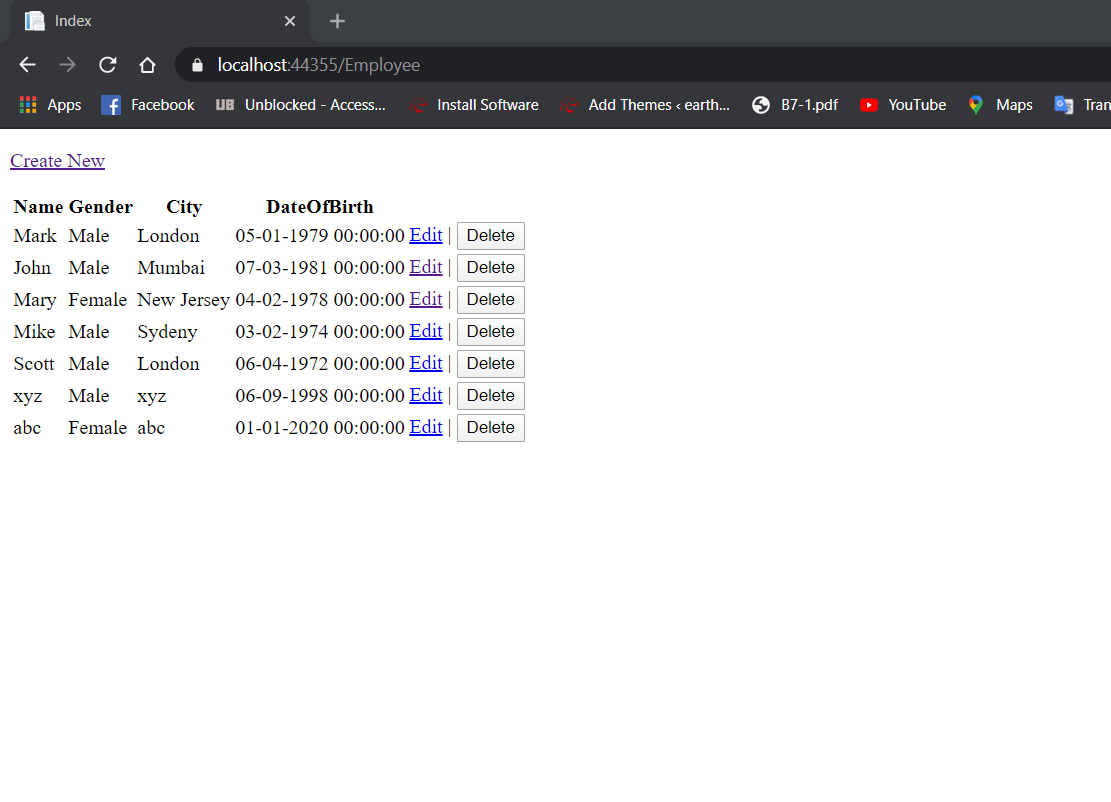 Index
localhost:44355/Employee
Apps Facebook UB Unblocked - Access... Install Software Add Themes ‹ earth... B7-1.pdf YouTube Maps Tran
Create New
Name Gender City DateOfBirth
Mark Male London 05-01-1979 00:00:00 Edit | Delete
John Male Mumbai 07-03-1981 00:00:00 Edit | Delete
Mary Female New Jersey 04-02-1978 00:00:00 Edit | Delete
Mike Male Sydeny 03-02-1974 00:00:00 Edit | Delete
Scott Male London 06-04-1972 00:00:00 Edit | Delete
xyz Male xyz 06-09-1998 00:00:00 Edit | Delete
abc Female abc 01-01-2020 00:00:00 Edit | Delete